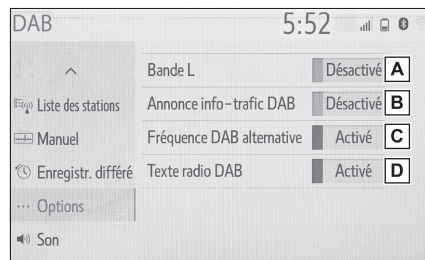 DAB
5:52
Bande L
Désactivé
A
Liste des stations
Annonce info-trafic DAB
Désactivé
B
Manuel
Fréquence DAB alternative
Activé
C
Enregistr. différé
Texte radio DAB
Activé
D
··· Options
Son